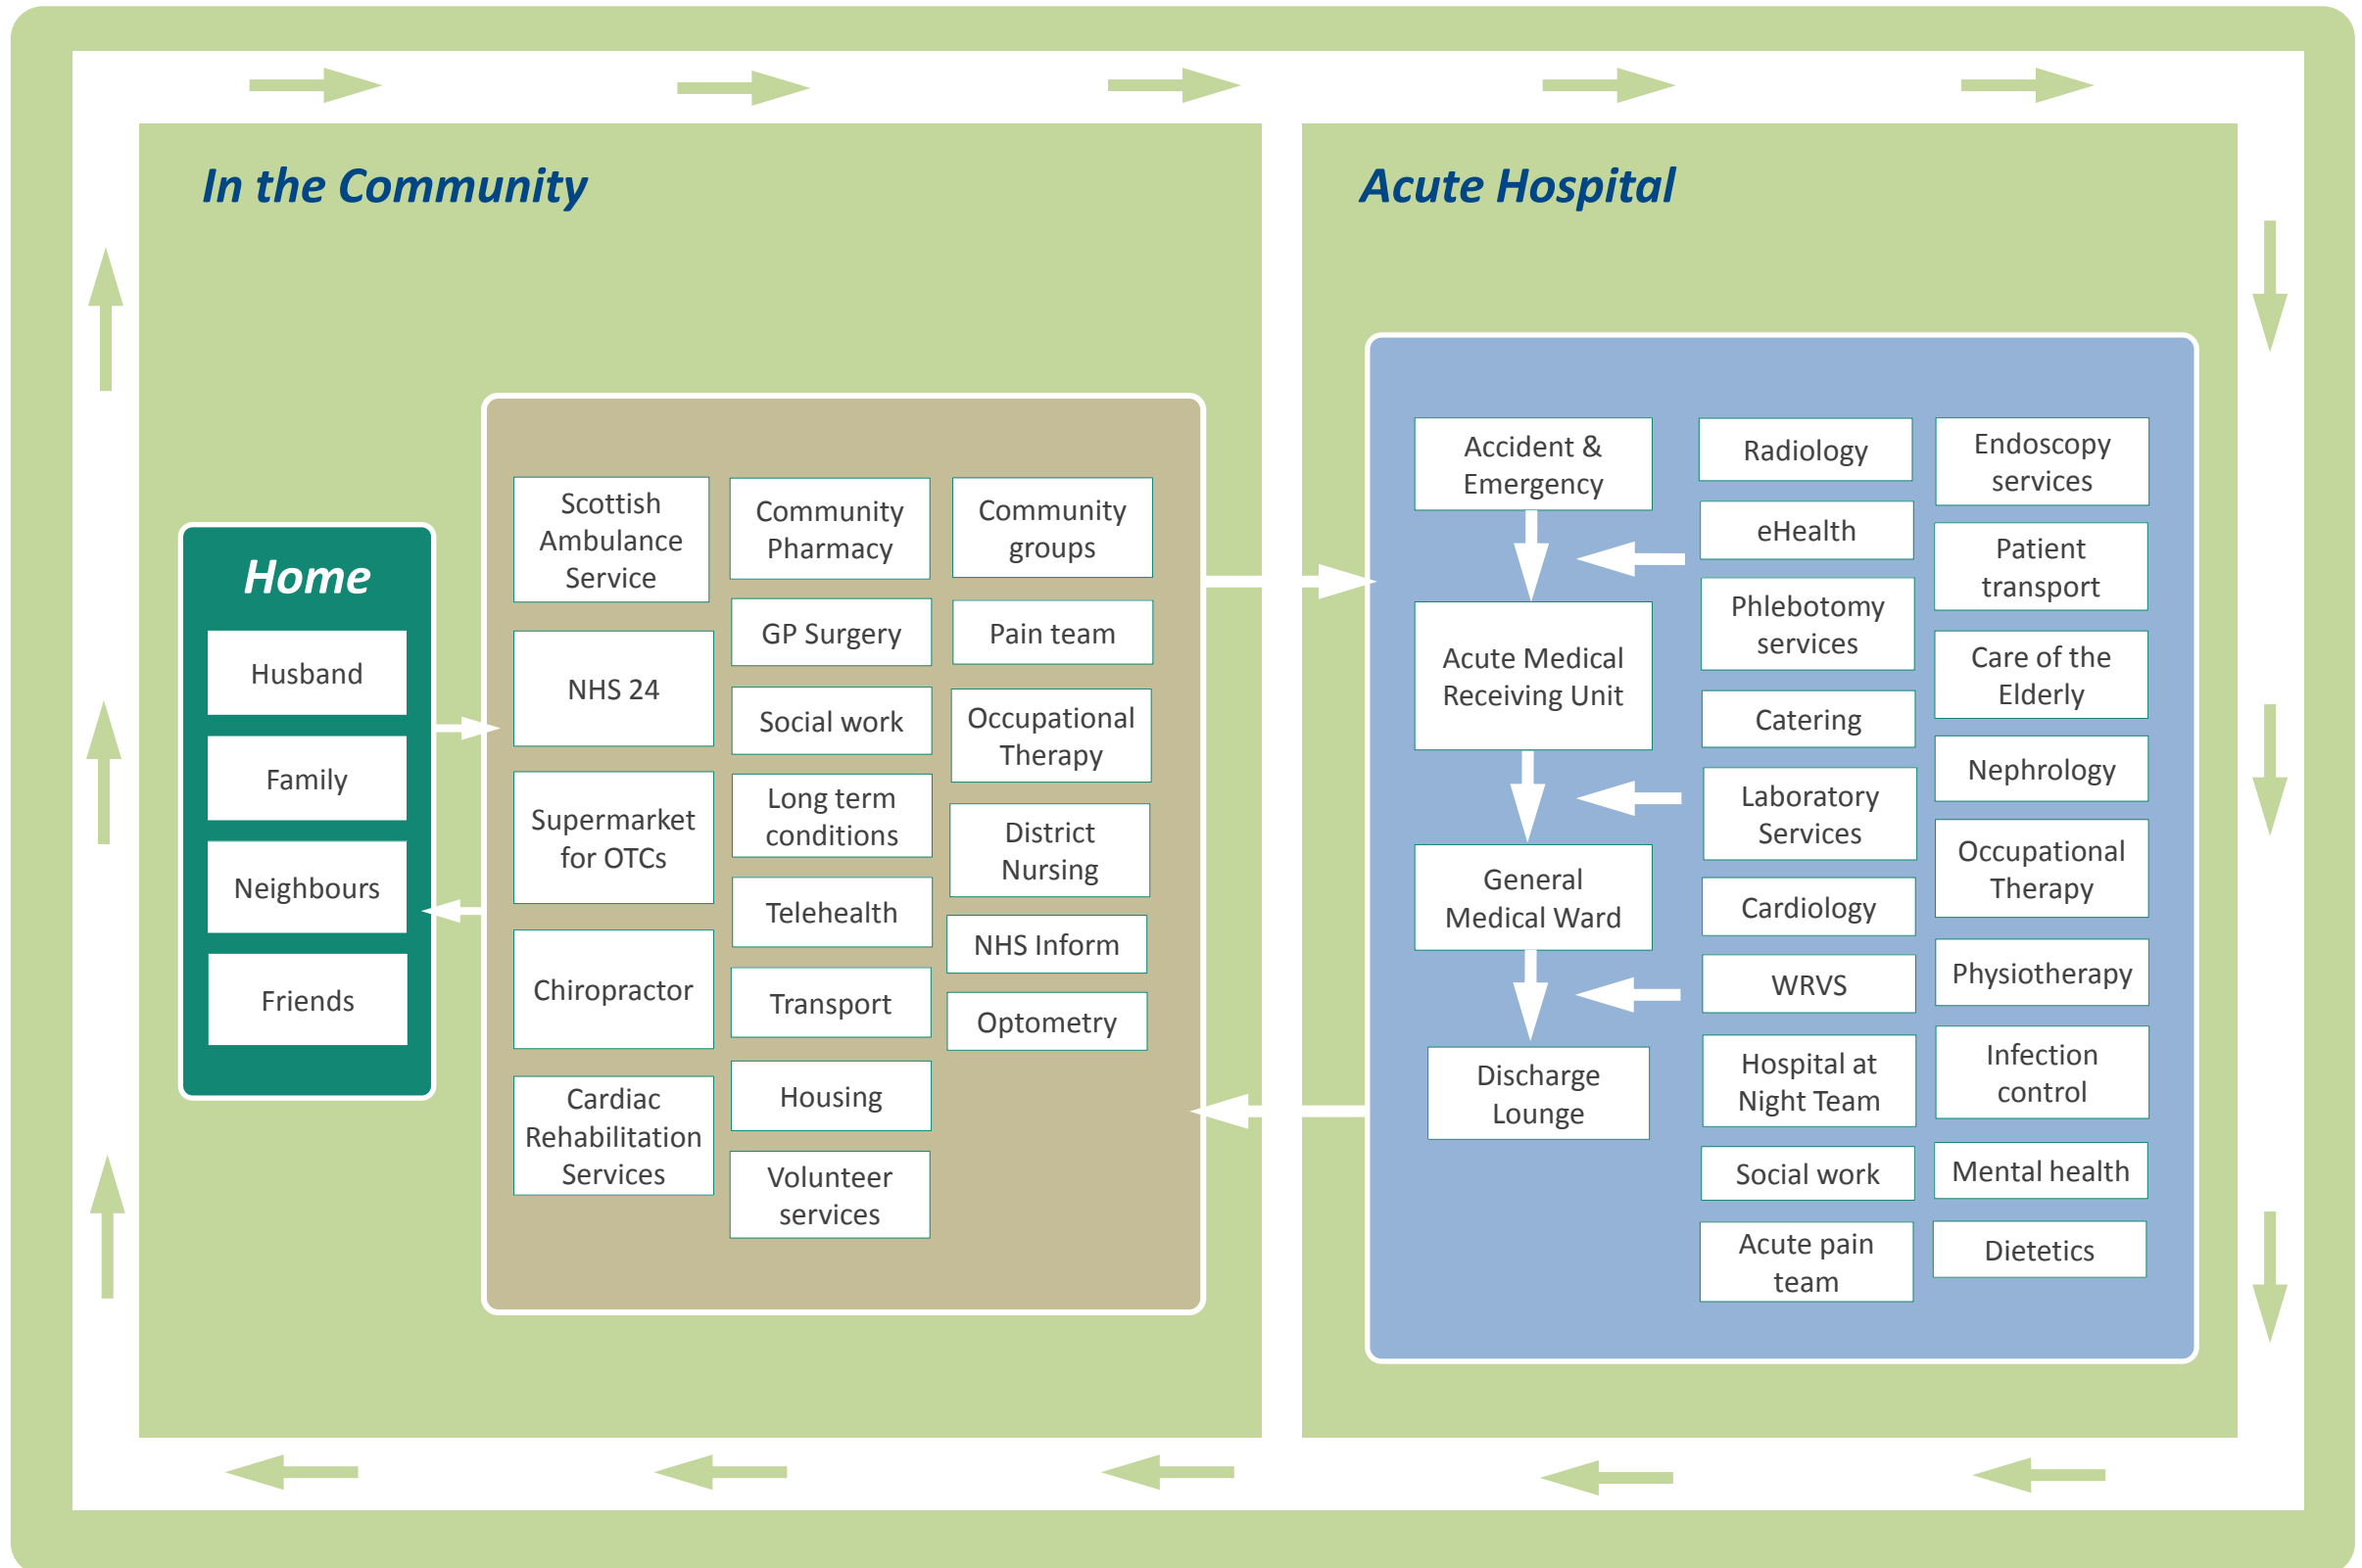 In the Community
Home
Husband
Family
Neighbours
Friends
Scottish
Ambulance
Service
NHS 24
Supermarket
for OTCs
Chiropractor
Cardiac
Rehabilitation
Services
Community
Pharmacy
GP Surgery
Social work
Long term
conditions
Telehealth
Transport
Housing
Volunteer
services
Community
groups
Pain team
Occupational
Therapy
District
Nursing
NHS Inform
Optometry
Acute Hospital
Accident &
Emergency
Acute Medical
Receiving Unit
General
Medical Ward
Discharge
Lounge
Radiology
eHealth
Phlebotomy
services
Catering
Laboratory
Services
Cardiology
WRVS
Hospital at
Night Team
Social work
Acute pain
team
Endoscopy
services
Patient
transport
Care of the
Elderly
Nephrology
Occupational
Therapy
Physiotherapy
Infection
control
Mental health
Dietetics